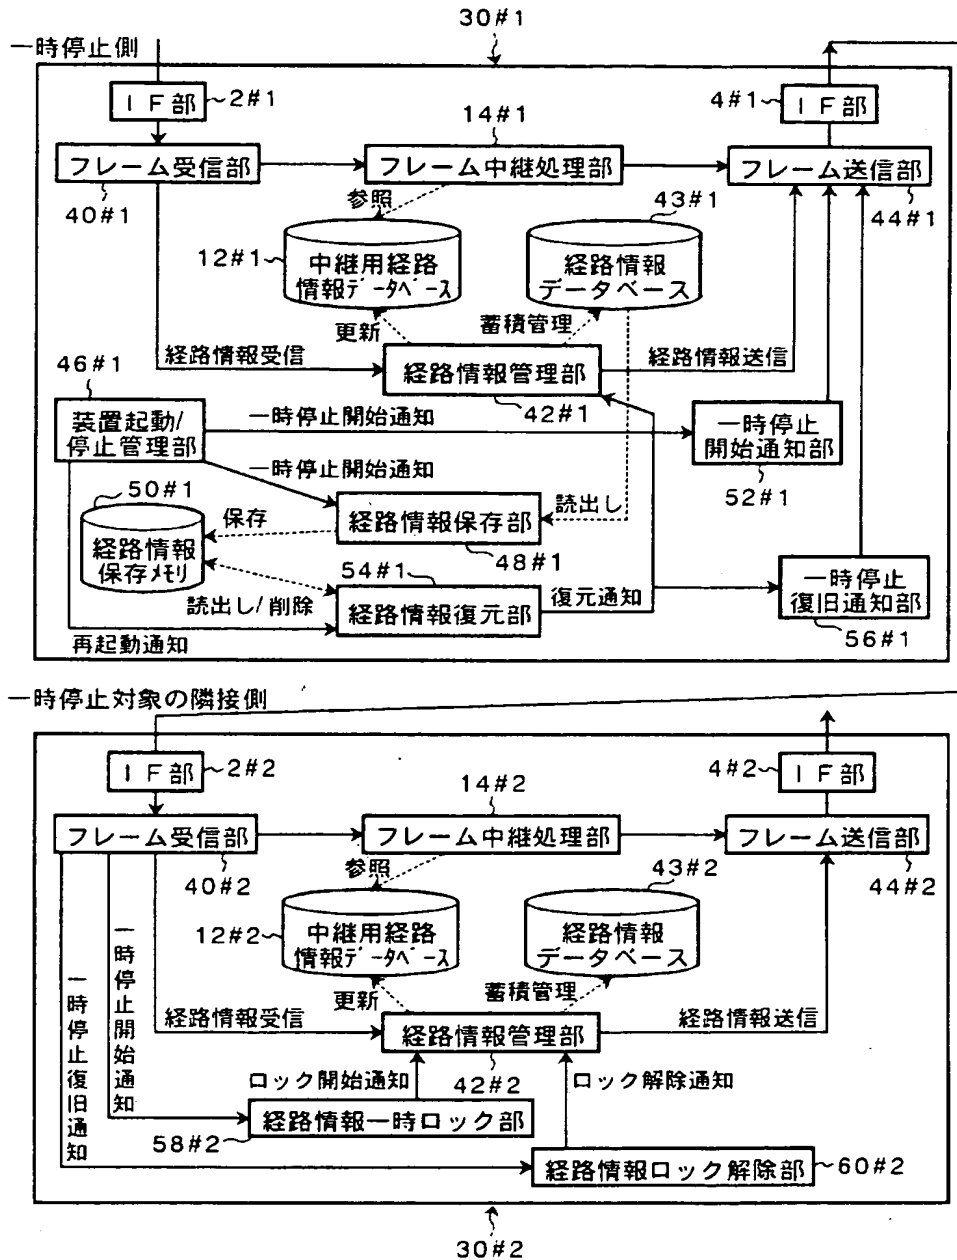 30#1
一時停止側
IF部
2#1
4#1
IF部
14#1
フレーム受信部
フレーム中継処理部
フレーム送信部
40#1
参照
43#1
44#1
12#1
中継用経路
情報データベース
経路情報
データベース
更新
蓄積管理
経路情報受信
経路情報管理部
経路情報送信
46#1
42#1
装置起動/
停止管理部
一時停止開始通知
一時停止
開始通知部
一時停止開始通知
52#1
50#1
保存
経路情報保存部
読出し
経路情報
保存メモリ
48#1
54#1
読出し/削除
経路情報復元部
復元通知
一時停止
復旧通知部
再起動通知
56#1
一時停止対象の隣接側
IF部
2#2
4#2
IF部
14#2
フレーム受信部
フレーム中継処理部
フレーム送信部
40#2
参照
43#2
44#2
12#2
中継用経路
情報データベース
経路情報
データベース
一時停止開始通知
一時停止復旧通知
更新
蓄積管理
経路情報受信
経路情報管理部
経路情報送信
ロック開始通知
42#2
ロック解除通知
経路情報一時ロック部
58#2
経路情報ロック解除部
60#2
30#2